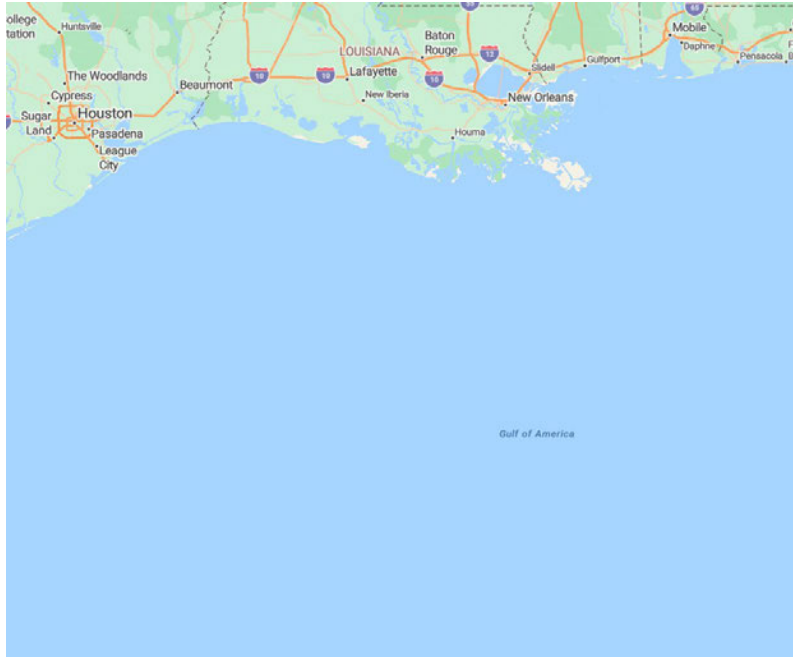 ollege
tation
Huntsville
The Woodlands
Cypress
Houston
Sugar
Land
Pasadena
League
City
Beaumont
LOUISIANA
Lafayette
New Iberia
Baton
Rouge
Houma
New Orleans
Slidell
Gulfport
Mobile
Daphne
Pensacola
10
10
10
12
65
Gulf of America